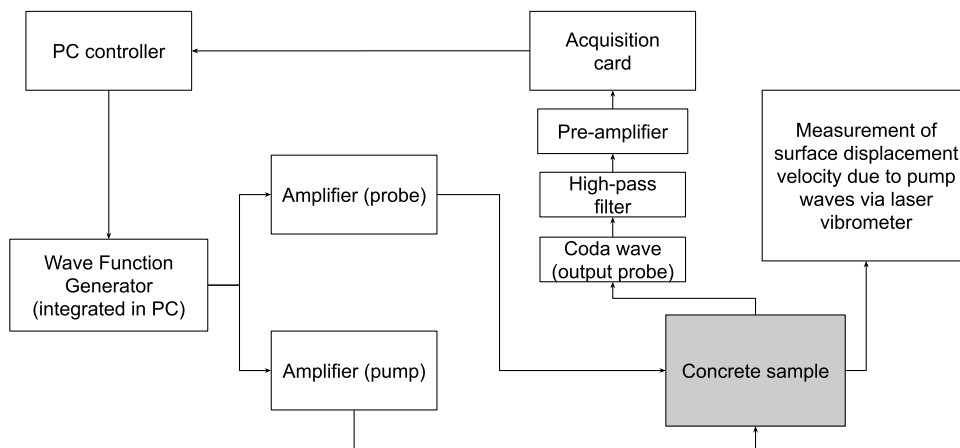 PC controller
Acquisition
card
Pre-amplifier
High-pass
filter
Coda wave
(output probe)
Measurement of
surface displacement
velocity due to pump
waves via laser
vibrometer
Amplifier (probe)
Wave Function
Generator
(integrated in PC)
Amplifier (pump)
Concrete sample